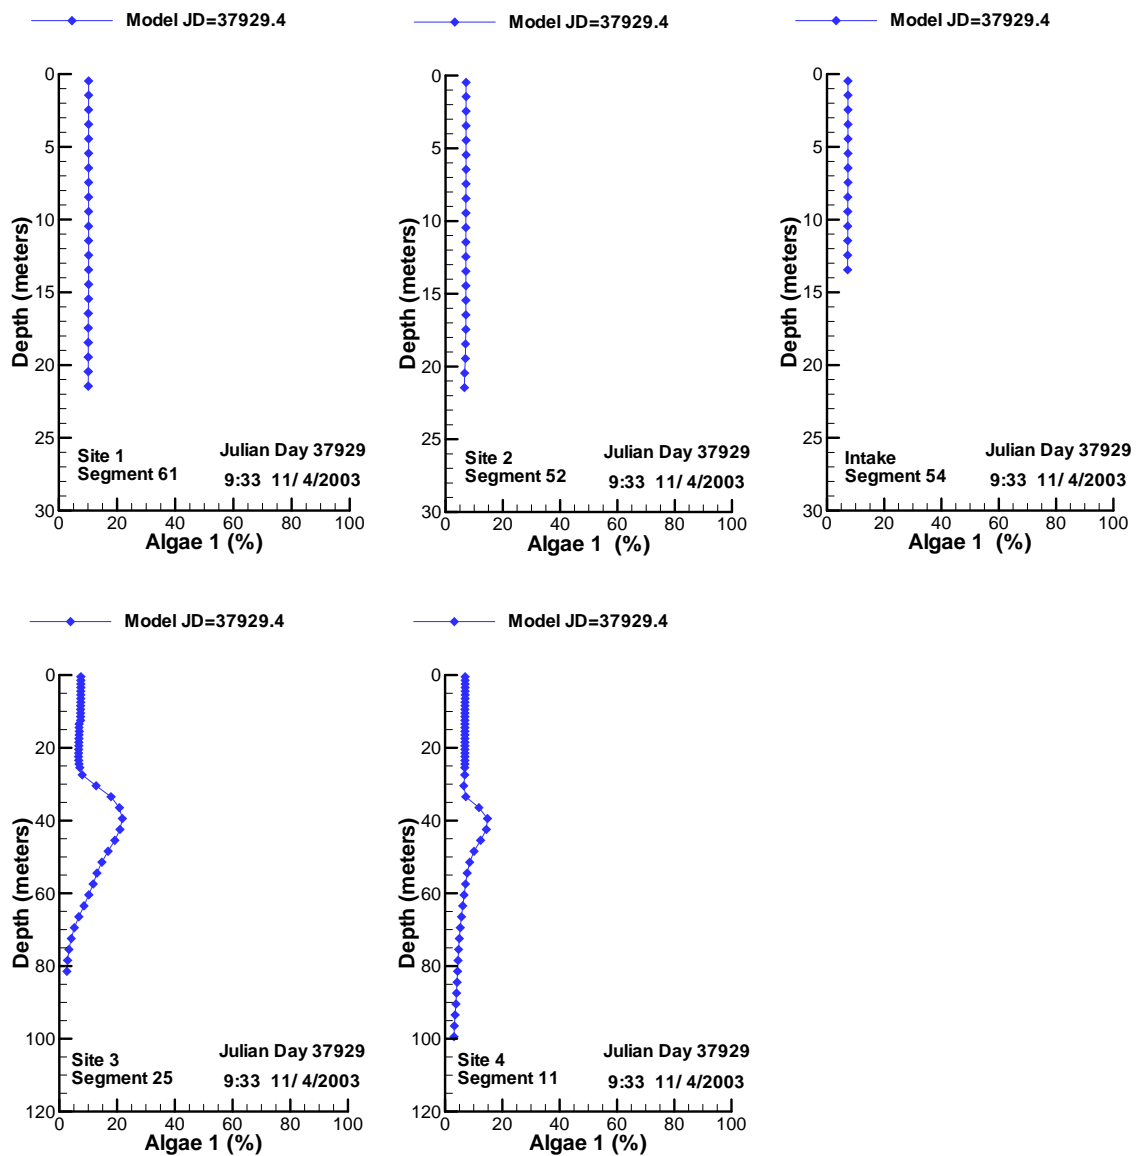 Model JD=37929.4
0
5
10
15
20
25
30
Depth (meters)
Site 1
Segment 61
Julian Day 37929
9:33 11/ 4/2003
0 20 40 60 80 100
Algae 1 (%)
Model JD=37929.4
0
5
10
15
20
25
30
Depth (meters)
Site 2
Segment 52
Julian Day 37929
9:33 11/ 4/2003
0 20 40 60 80 100
Algae 1 (%)
Model JD=37929.4
0
5
10
15
20
25
30
Depth (meters)
Intake
Segment 54
Julian Day 37929
9:33 11/ 4/2003
0 20 40 60 80 100
Algae 1 (%)
Model JD=37929.4
0
20
40
60
80
100
120
Depth (meters)
Site 3
Segment 25
Julian Day 37929
9:33 11/ 4/2003
0 20 40 60 80 100
Algae 1 (%)
Model JD=37929.4
0
20
40
60
80
100
120
Depth (meters)
Site 4
Segment 11
Julian Day 37929
9:33 11/ 4/2003
0 20 40 60 80 100
Algae 1 (%)